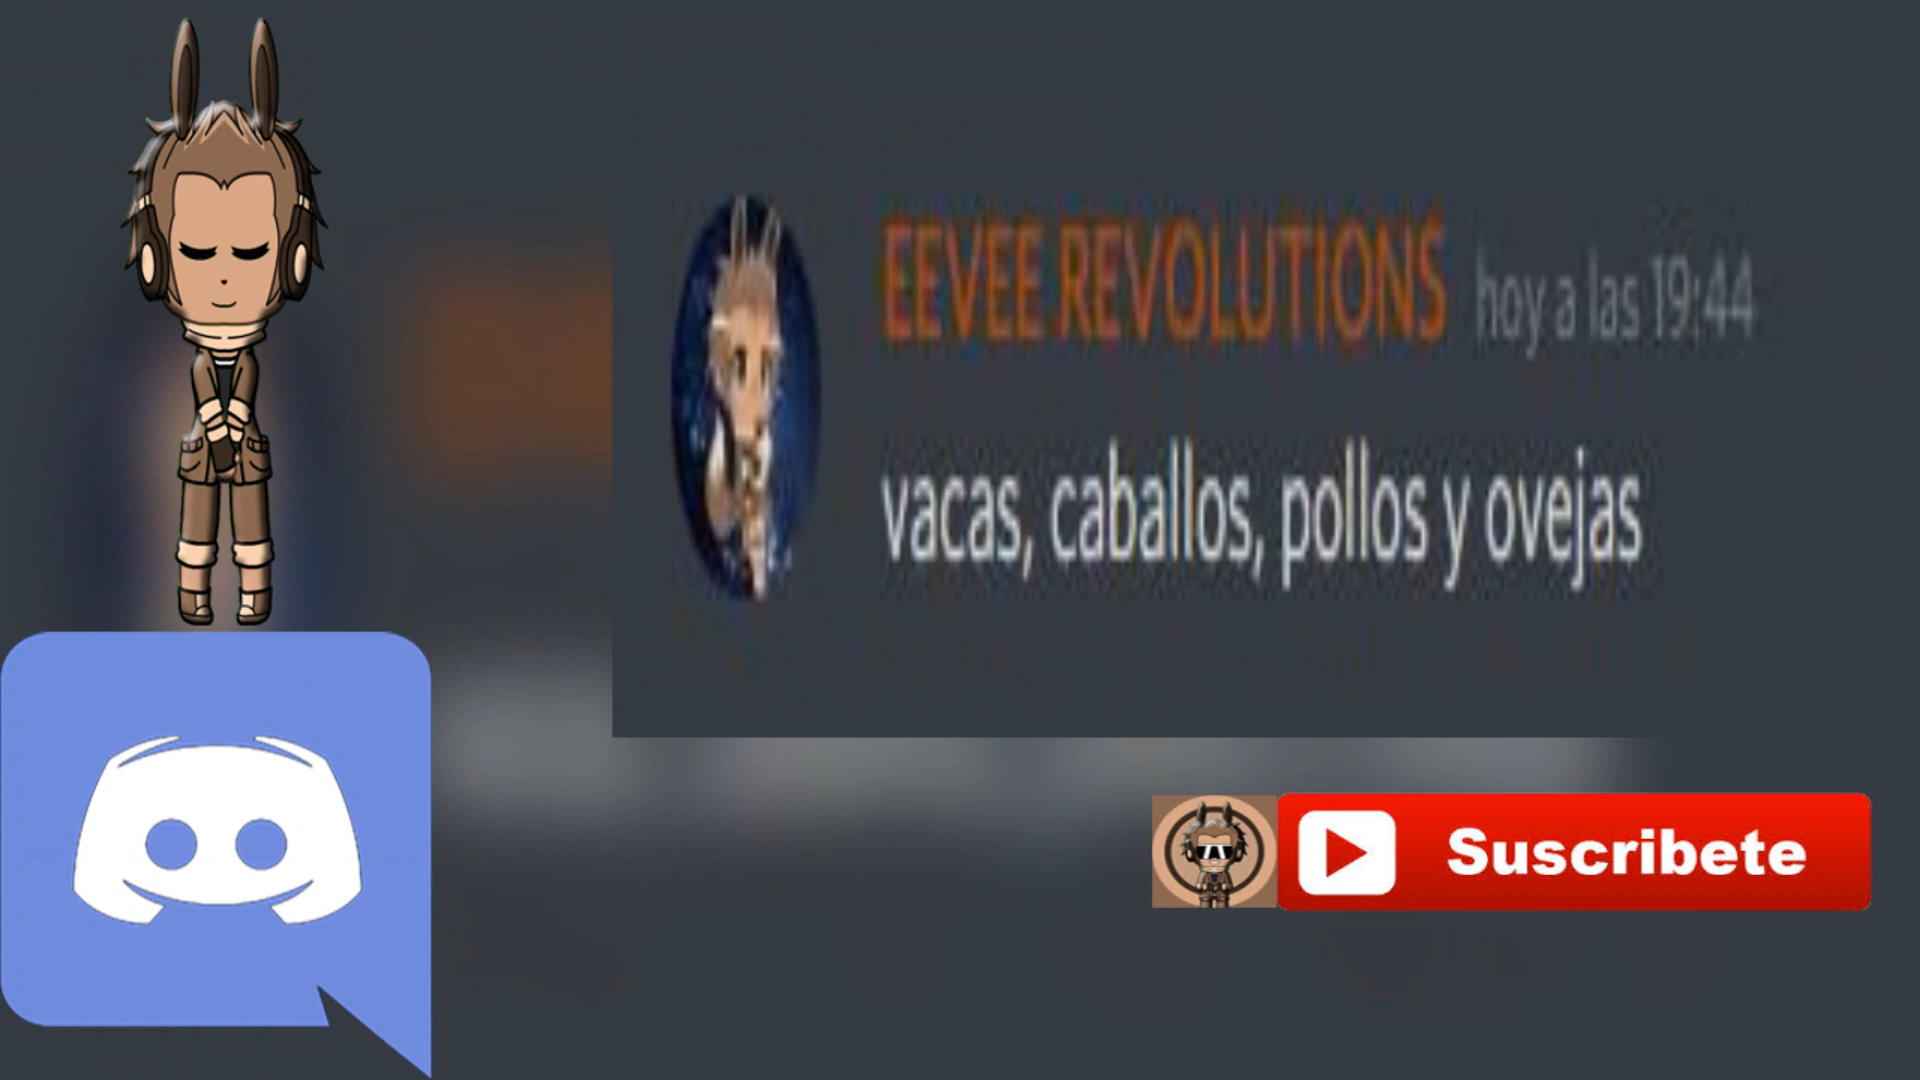 EEVEE REVOLUTIONS hoy a las 19:44
vacas, caballos, pollos y ovejas
Suscribete